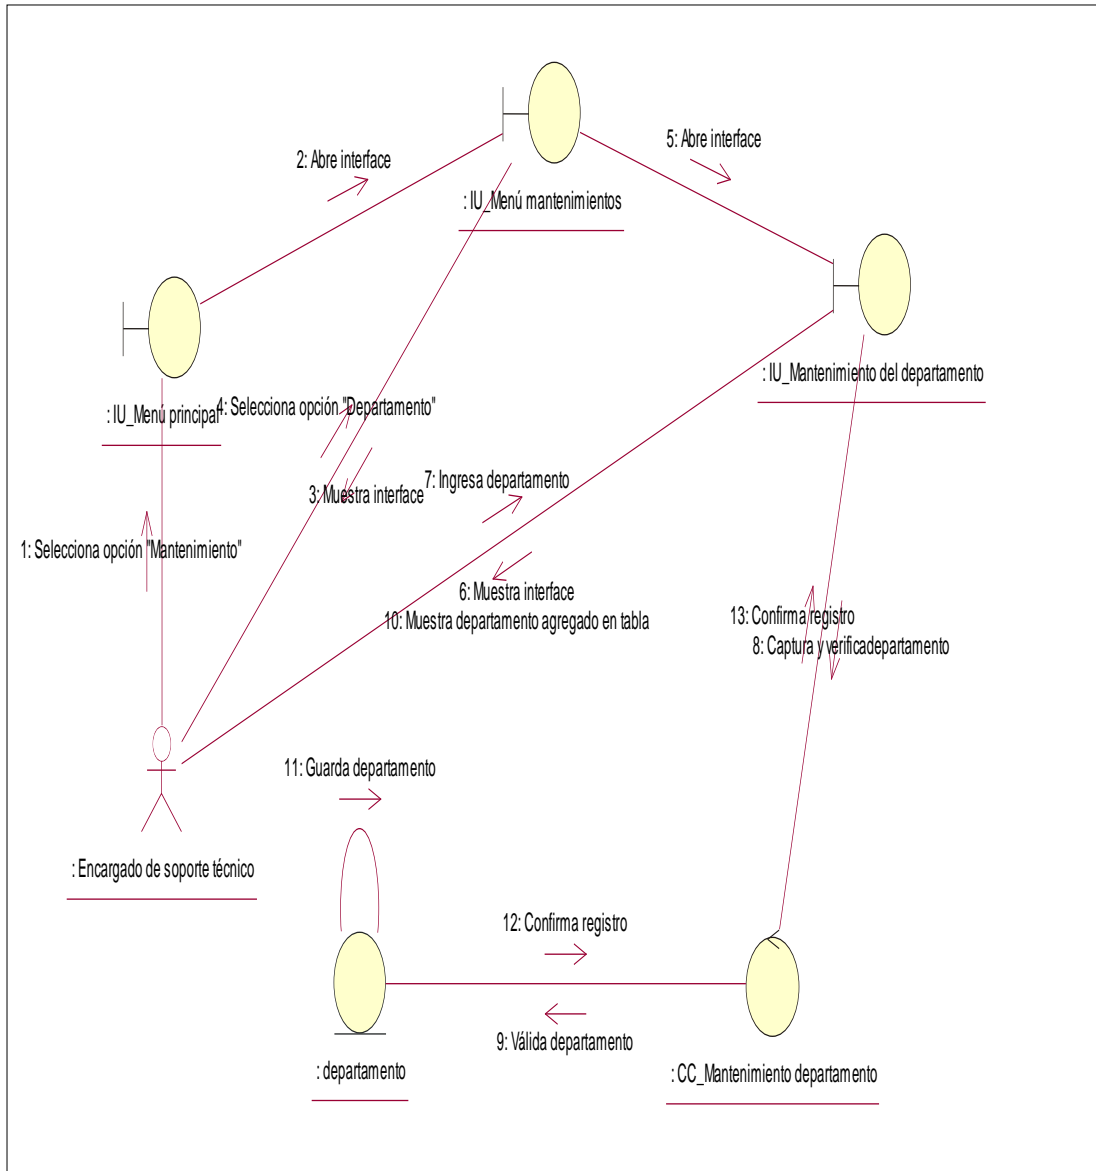 5: Abre interface
2: Abre interface
: IU_Menú mantenimientos
: IU_Mantenimiento del departamento
4: Selecciona opción "Departamento"
: IU_Menú principal
7: Ingresa departamento
3: Muestra interface
1: Selecciona opción "Mantenimiento"
6: Muestra interface
10: Muestra departamento agregado en tabla
13: Confirma registro
8: Captura y verificadepartamento
11: Guarda departamento
: Encargado de soporte técnico
12: Confirma registro
9: Válida departamento
: departamento
: CC_Mantenimiento departamento